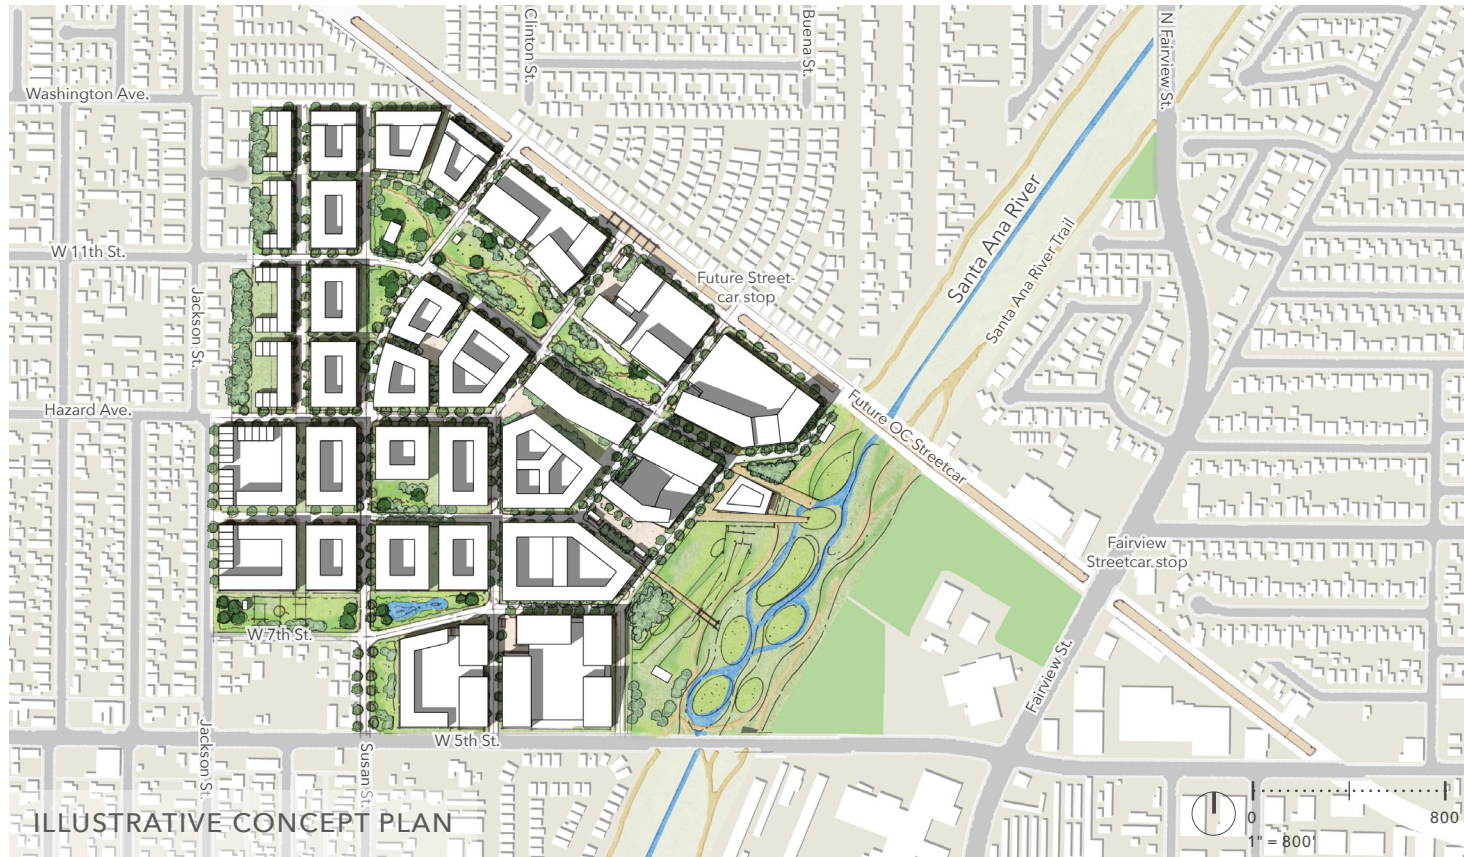 Clinton St.
Buena St.
N Fairview St.
Washington Ave.
Santa Ana River
Santa Ana River Trail
W 11th St.
Future Street-
car stop
Jackson St.
Hazard Ave.
Future OC Streetcar
Fairview
Streetcar stop
W 7th St.
Fairview St.
Jackson St.
Susan St.
W 5th St.
ILLUSTRATIVE CONCEPT PLAN
0 800
1" = 800'